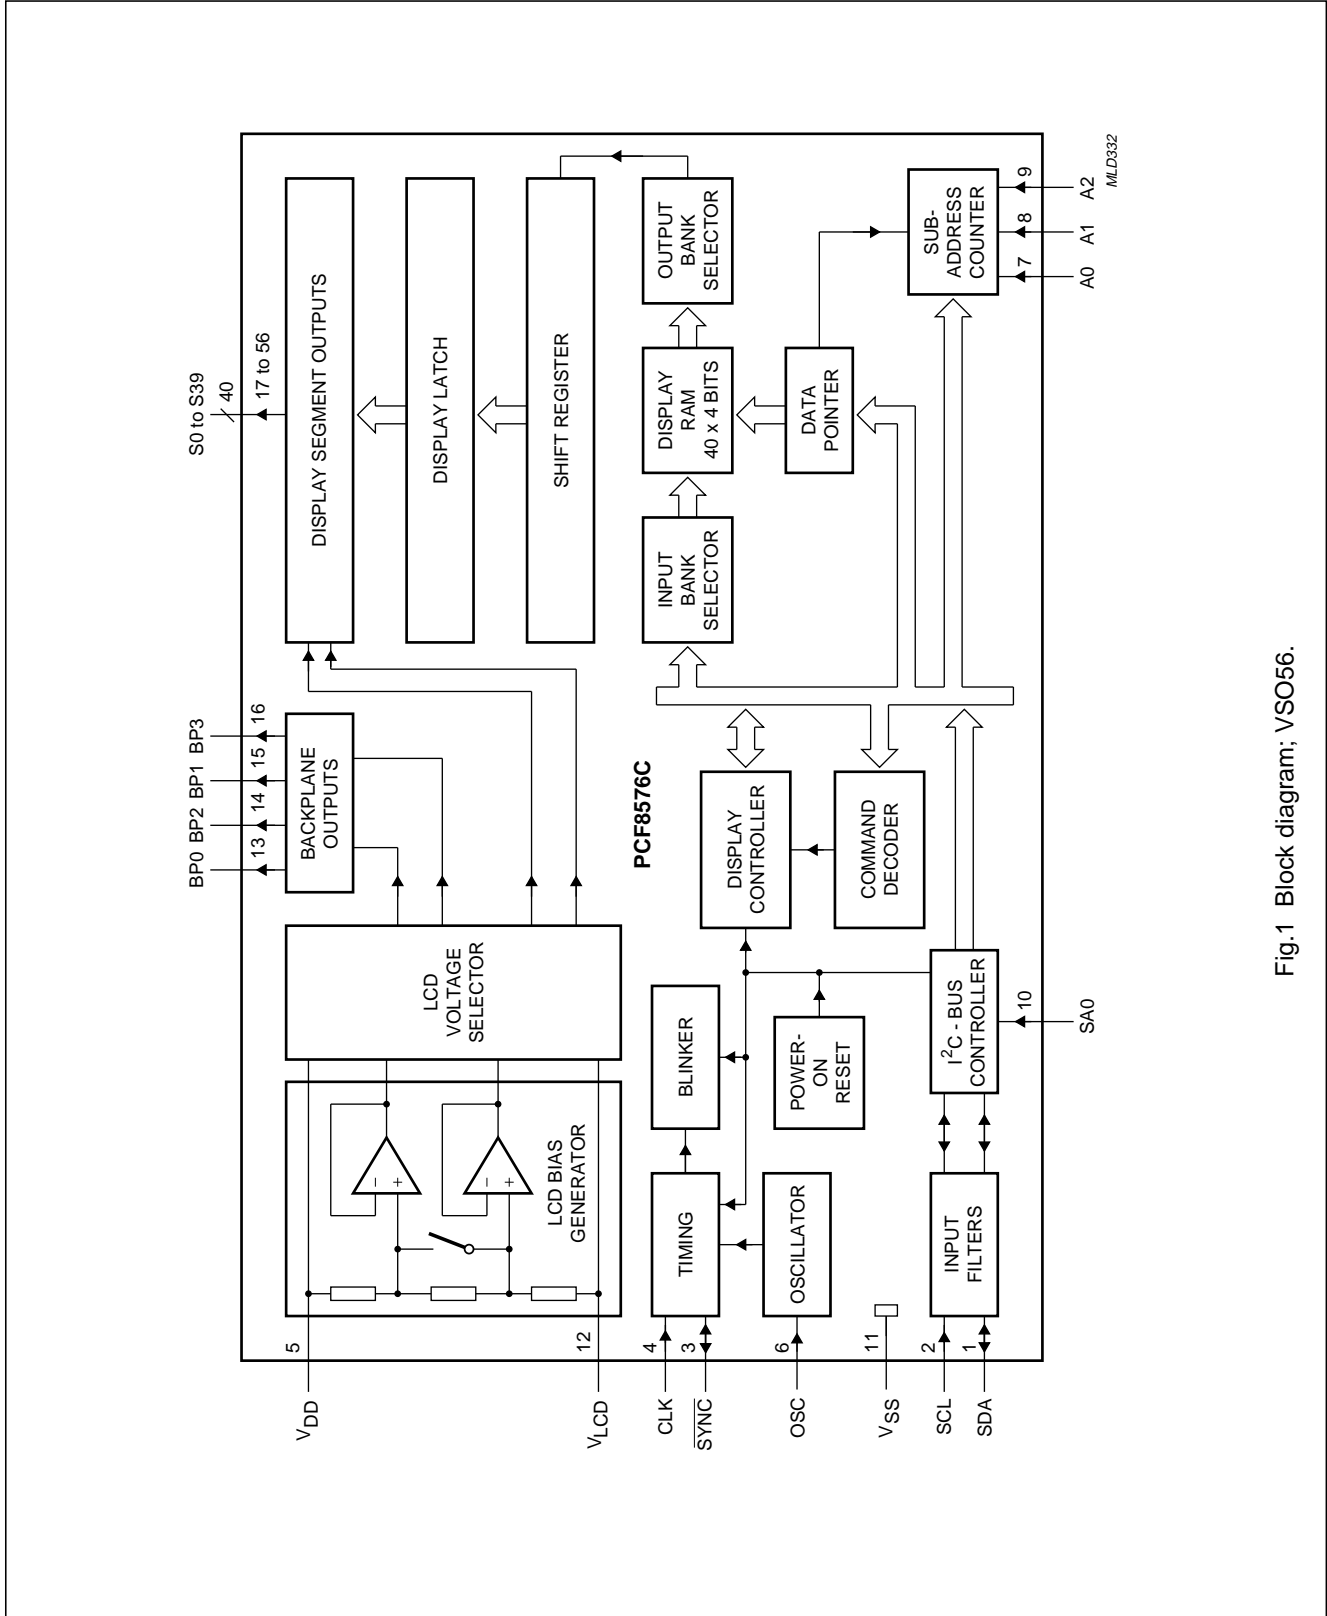 S0 to S39
40
17 to 56
BP0 BP2 BP1 BP3
13 14 15 16
DISPLAY SEGMENT OUTPUTS
BACKPLANE
OUTPUTS
DISPLAY LATCH
SHIFT REGISTER
LCD
VOLTAGE
SELECTOR
LCD BIAS
GENERATOR
−
+
−
+
VDD
5
VLCD
12
PCF8576C
CLK
4
SYNC
3
TIMING
BLINKER
DISPLAY
CONTROLLER
INPUT
BANK
SELECTOR
DISPLAY
RAM
40 x 4 BITS
OUTPUT
BANK
SELECTOR
OSC
6
OSCILLATOR
POWER-
ON
RESET
COMMAND
DECODER
DATA
POINTER
VSS
11
SCL
2
SDA
1
INPUT
FILTERS
I2C - BUS
CONTROLLER
SUB-
ADDRESS
COUNTER
10
SA0
7 8 9
A0 A1 A2
MLD332
Fig.1 Block diagram; VSO56.